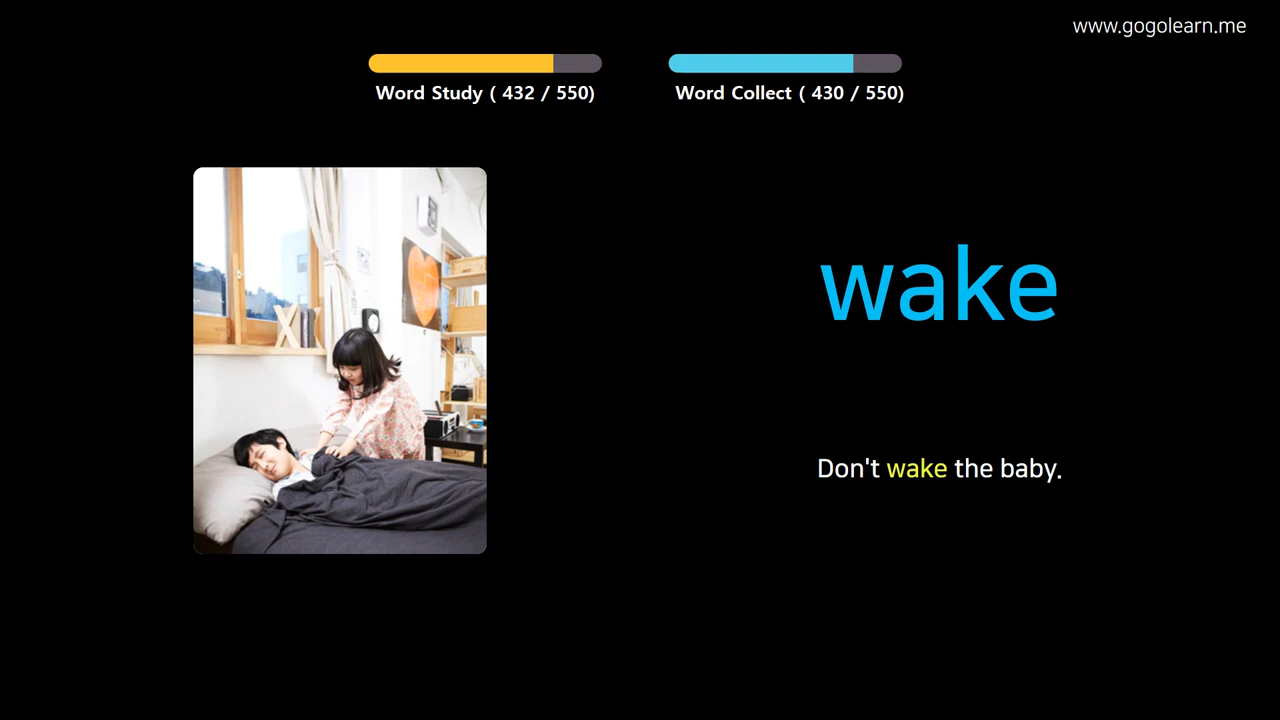 www.gogolearn.me
Word Study ( 432 / 550)
Word Collect ( 430 / 550)
wake
Don't wake the baby.